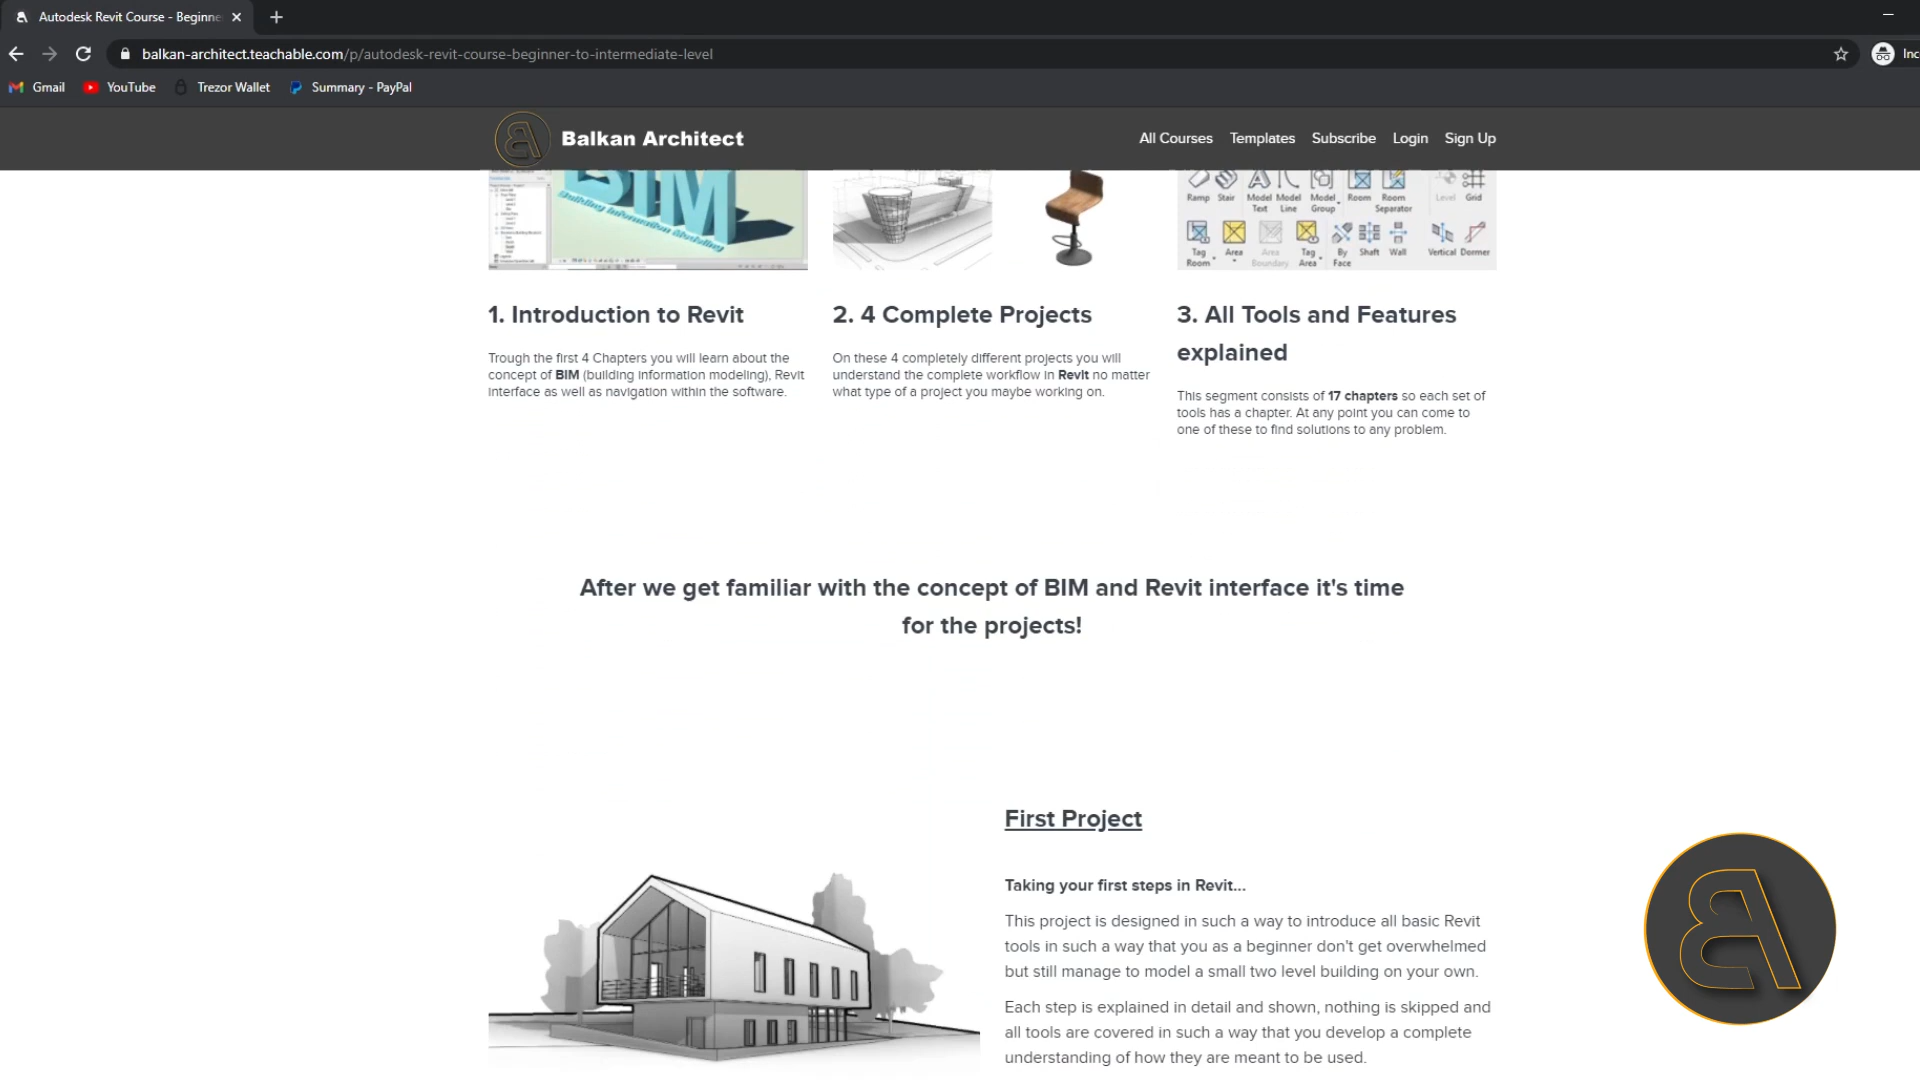 Autodesk Revit Course - Beginne
balkan-architect.teachable.com/p/autodesk-revit-course-beginner-to-intermediate-level
Inc
Gmail
YouTube
Trezor Wallet
Summary - PayPal
Balkan Architect
All Courses
Templates
Subscribe
Login
Sign Up
BIM
Building Information Modeling
Ramp Stair Model Text Model Line Model Group Room Room Separator Level Grid
Tag Room Area Area Boundary Tag Area By Face Shaft Wall Vertical Dormer
1. Introduction to Revit
Trough the first 4 Chapters you will learn about the
concept of BIM (building information modeling), Revit
interface as well as navigation within the software.
2. 4 Complete Projects
On these 4 completely different projects you will
understand the complete workflow in Revit no matter
what type of a project you maybe working on.
3. All Tools and Features
explained
This segment consists of 17 chapters so each set of
tools has a chapter. At any point you can come to
one of these to find solutions to any problem.
After we get familiar with the concept of BIM and Revit interface it's time
for the projects!
First Project
Taking your first steps in Revit...
This project is designed in such a way to introduce all basic Revit
tools in such a way that you as a beginner don't get overwhelmed
but still manage to model a small two level building on your own.
Each step is explained in detail and shown, nothing is skipped and
all tools are covered in such a way that you develop a complete
understanding of how they are meant to be used.